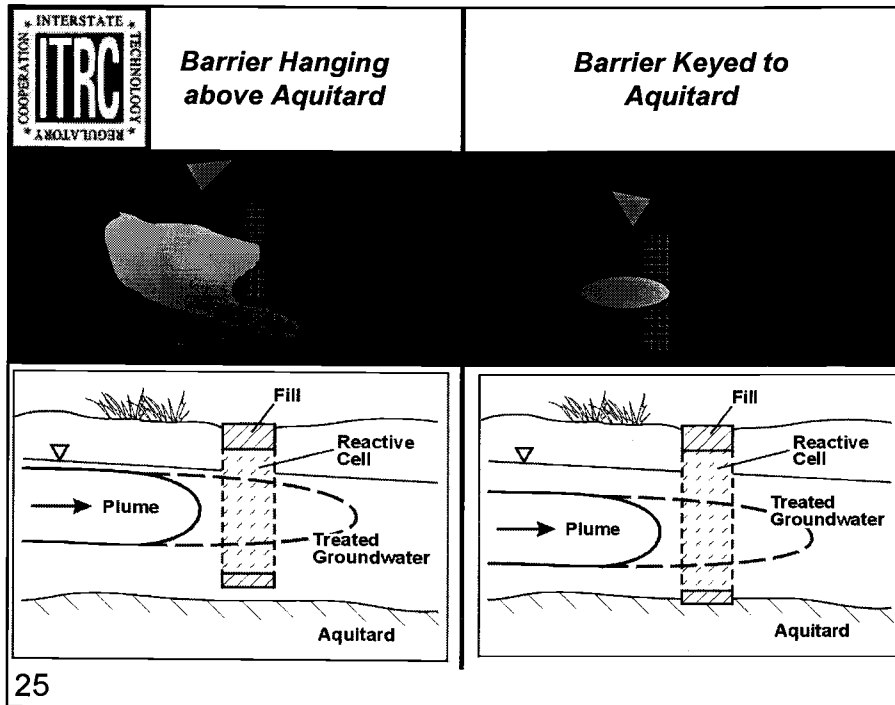 INTERSTATE
COOPERATION
ITRC
TECHNOLOGY
REGULATORY
Barrier Hanging
above Aquitard
Barrier Keyed to
Aquitard
Fill
Reactive
Cell
Plume
Treated
Groundwater
Aquitard
Fill
Reactive
Cell
Plume
Treated
Groundwater
Aquitard
25